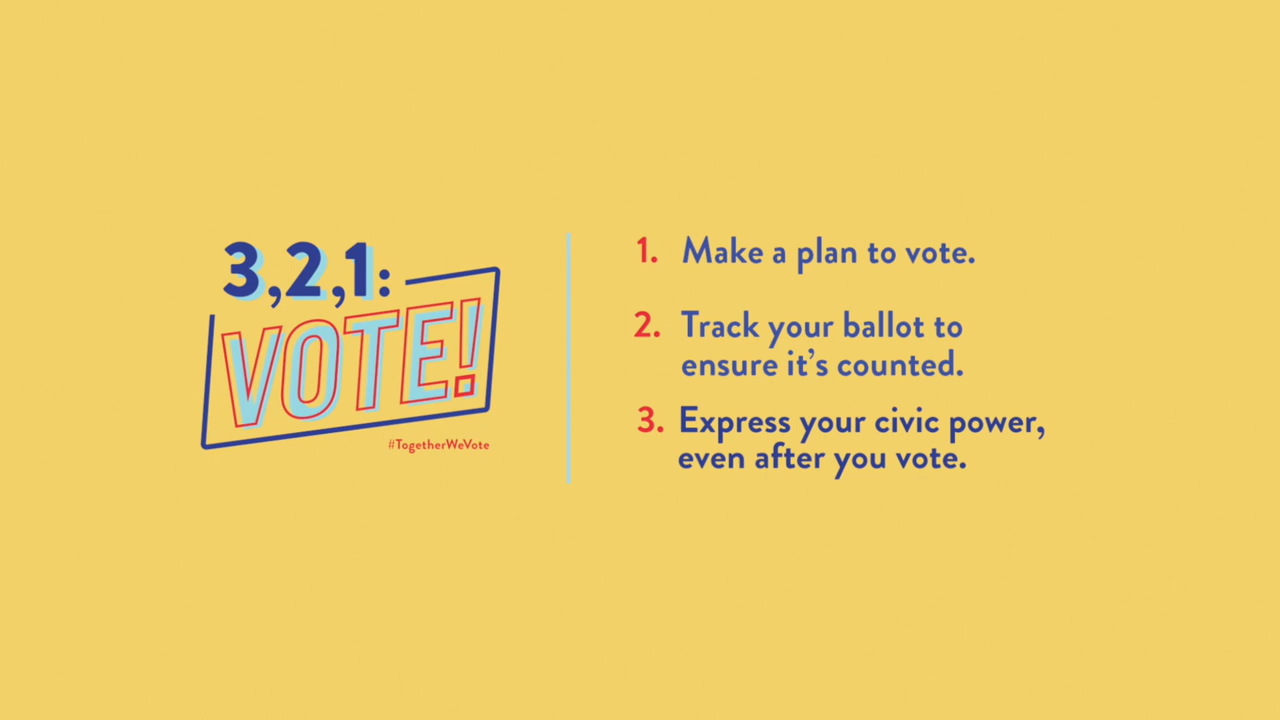 3,2,1:
VOTE!
#TogetherWeVote
1. Make a plan to vote.
2. Track your ballot to
ensure it's counted.
3. Express your civic power,
even after you vote.